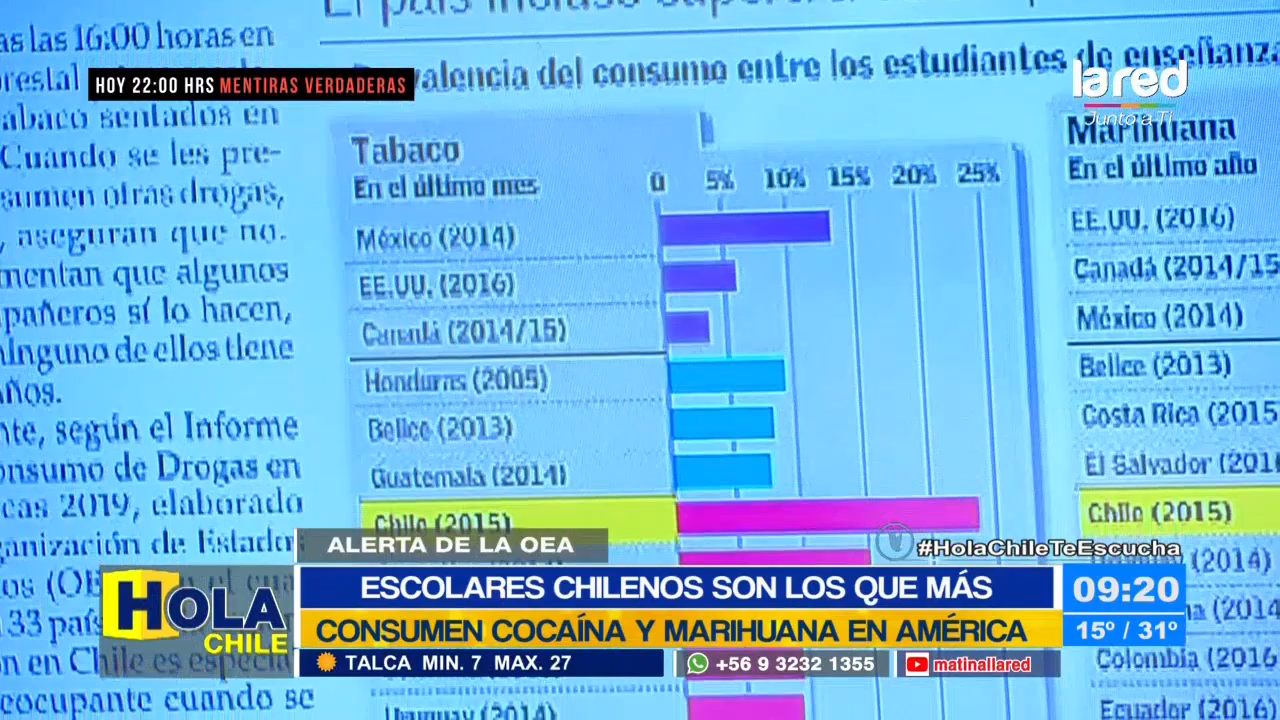 as las 16:00 horas en
HOY 22:00 HRS MENTIRAS VERDADERAS
abaco sentados en
Cuando se les pre-
sumen otras drogas,
, aseguran que no.
mentan que algunos
pañeros sí lo hacen,
ninguno de ellos tiene
años.
nte, según el Informe
onsumo de Drogas en
cas 2019, elaborado
ganización de Estados
33 país
n en Chile es especia
eocupante cuando se
valencia del consumo entre los estudiantes de enseñanza
la red
Junto a Ti
Tabaco
En el último mes
0 5% 10% 15% 20% 25%
México (2014)
EE.UU. (2016)
Canadá (2014/15)
Honduras (2005)
Belice (2013)
Guatemala (2014)
Chile (2015)
Uruguay (2014)
Marihuana
En el último año
EE.UU. (2016)
Canadá (2014/15
México (2014)
Belice (2013)
Costa Rica (2015
El Salvador (201
Chile (2015)
(2014)
Colombia (2016
Ecuador (2016)
#HolaChileTeEscucha
ALERTA DE LA OEA
ESCOLARES CHILENOS SON LOS QUE MÁS
CONSUMEN COCAÍNA Y MARIHUANA EN AMÉRICA
HOLA
CHILE
09:20
15° / 31°
TALCA MIN. 7 MAX. 27
+56 9 3232 1355
matinallared